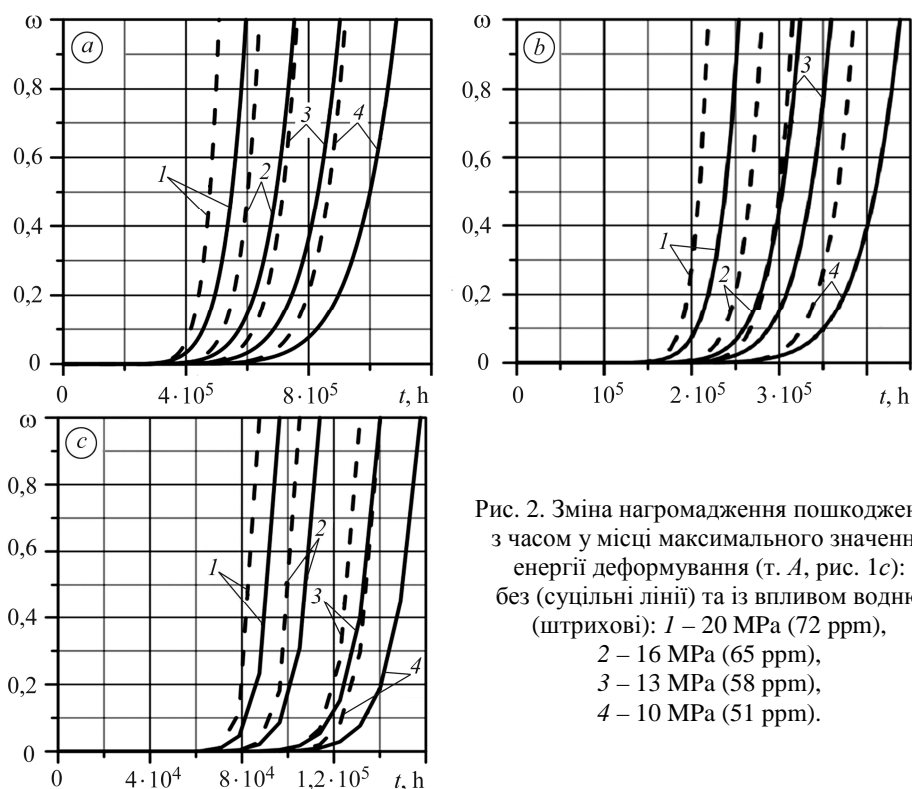 ω
a
0,8
0,6
0,4
0,2
0
1
2
3
4
0
4·10⁵
8·10⁵
t, h
ω
b
0,8
0,6
0,4
0,2
0
1
2
3
4
0
10⁵
2·10⁵
3·10⁵
t, h
ω
c
0,8
0,6
0,4
0,2
0
1
2
3
4
0
4·10⁴
8·10⁴
1,2·10⁵
t, h
Рис. 2. Зміна нагромадження пошкоджен
з часом у місці максимального значенн
енергії деформування (т. A, рис. 1c):
без (суцільні лінії) та із впливом водню
(штрихові): 1 – 20 MPa (72 ppm),
2 – 16 MPa (65 ppm),
3 – 13 MPa (58 ppm),
4 – 10 MPa (51 ppm).